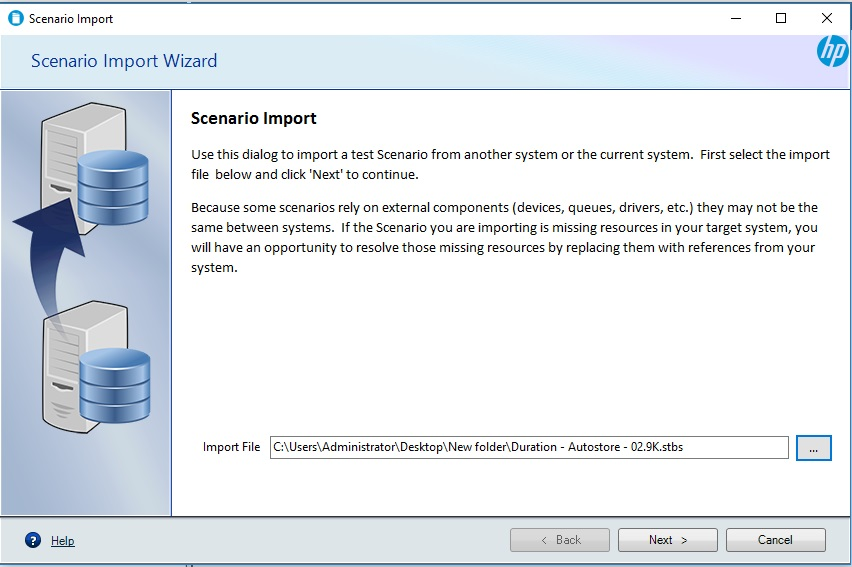 Scenario Import
Scenario Import Wizard
hp
Scenario Import
Use this dialog to import a test Scenario from another system or the current system. First select the import
file below and click 'Next' to continue.
Because some scenarios rely on external components (devices, queues, drivers, etc.) they may not be the
same between systems. If the Scenario you are importing is missing resources in your target system, you
will have an opportunity to resolve those missing resources by replacing them with references from your
system.
Import File C:\Users\Administrator\Desktop\New folder\Duration - Autostore - 02.9K.stbs ...
? Help < Back Next > Cancel